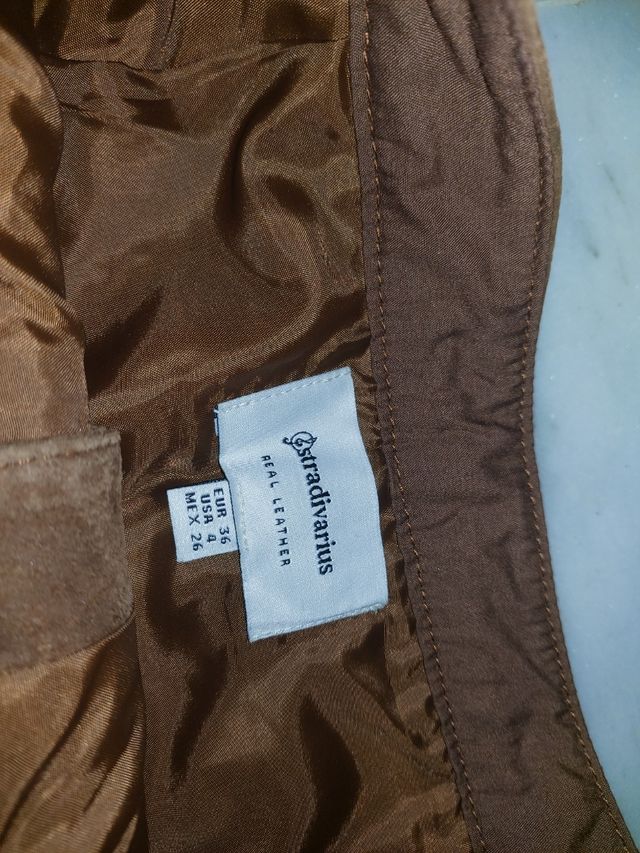 stradivarius
REAL LEATHER
EUR 36
USA 4
MEX 26